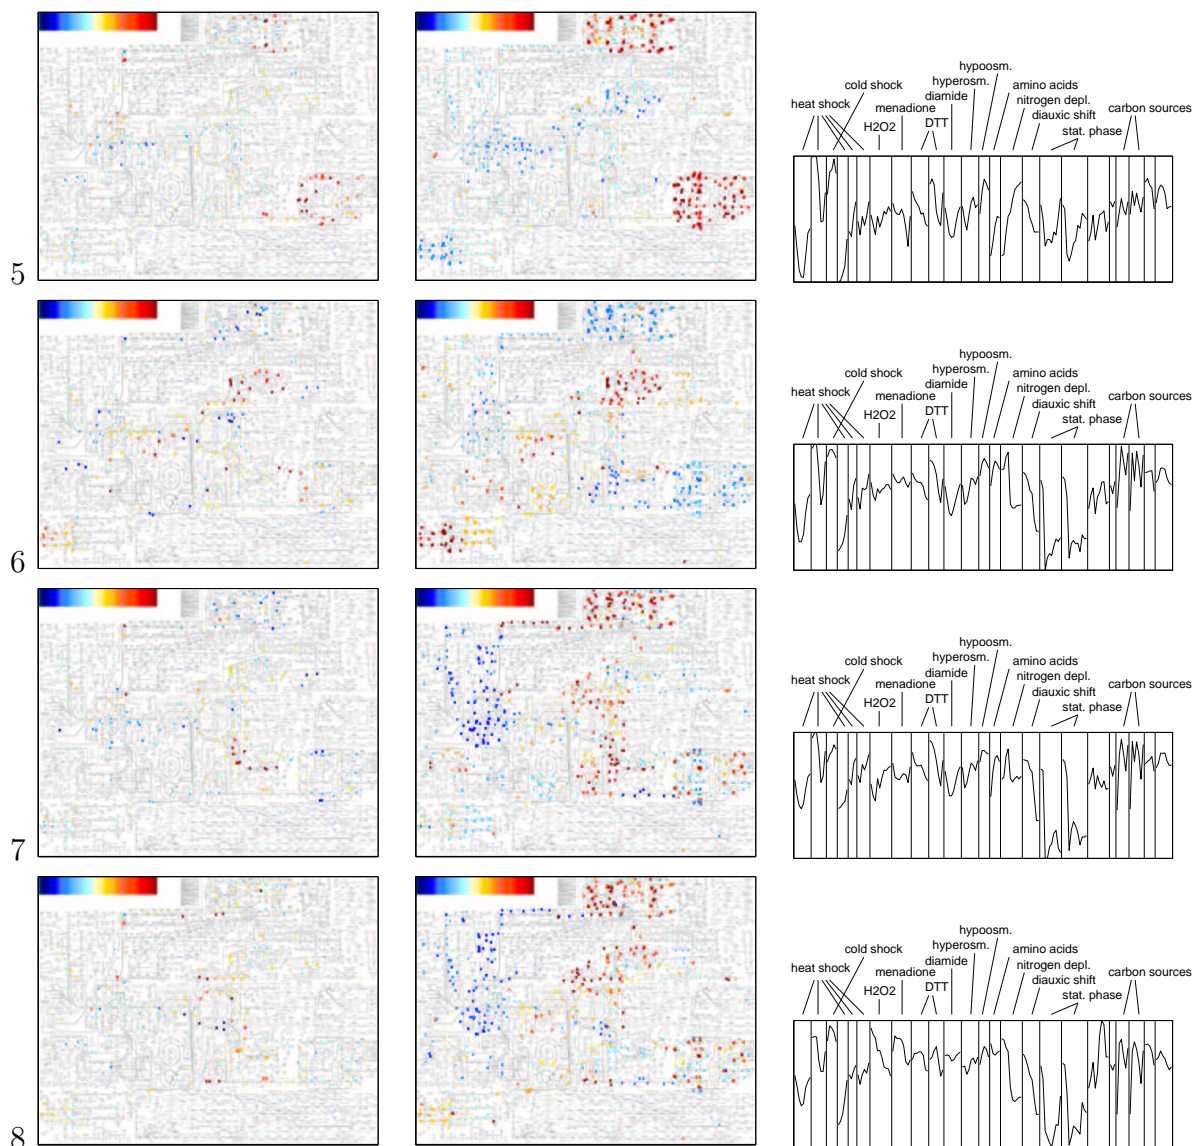 hypoosm.
cold shock
hyperosm.
amino acids
heat shock
menadione
diamide
nitrogen depl.
diauxic shift
carbon sources
H2O2
DTT
stat. phase
5
hypoosm.
cold shock
hyperosm.
amino acids
heat shock
menadione
diamide
nitrogen depl.
diauxic shift
carbon sources
H2O2
DTT
stat. phase
6
hypoosm.
cold shock
hyperosm.
amino acids
heat shock
menadione
diamide
nitrogen depl.
diauxic shift
carbon sources
H2O2
DTT
stat. phase
7
hypoosm.
cold shock
hyperosm.
amino acids
heat shock
menadione
diamide
nitrogen depl.
diauxic shift
carbon sources
H2O2
DTT
stat. phase
8